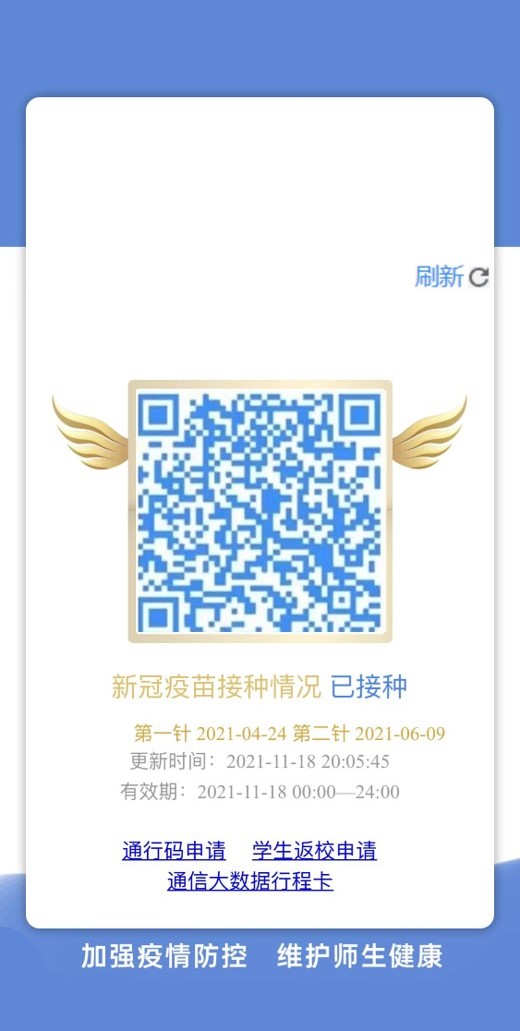 刷新
新冠疫苗接种情况 已接种
第一针 2021-04-24 第二针 2021-06-09
更新时间：2021-11-18 20:05:45
有效期：2021-11-18 00:00—24:00
通行码申请 学生返校申请
通信大数据行程卡
加强疫情防控 维护师生健康